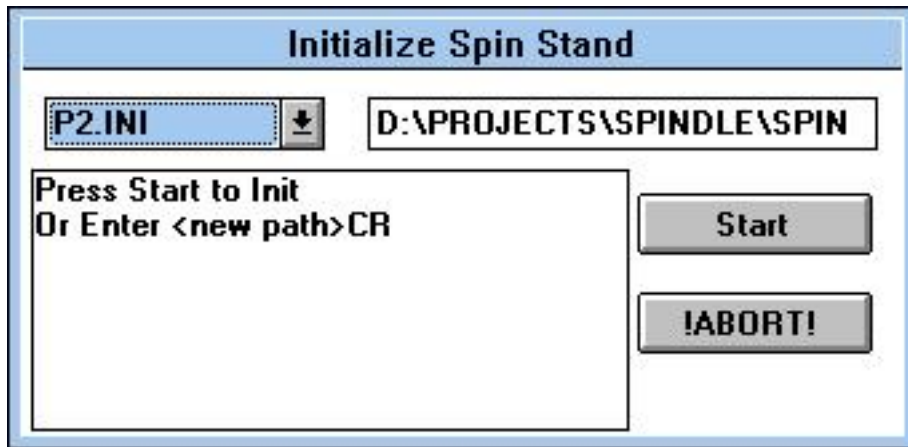 Initialize Spin Stand
P2.INI
D:\PROJECTS\SPINDLE\SPIN
Press Start to Init
Or Enter <new path>CR
Start
!ABORT!